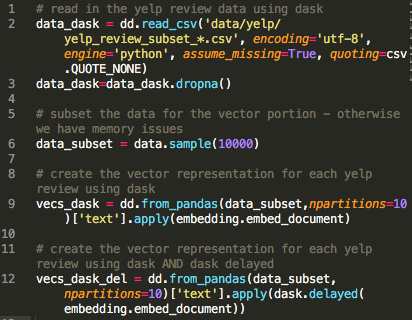 1 # read in the yelp review data using dask
2 data_dask = dd.read_csv('data/yelp/
yelp_review_subset_*.csv', encoding='utf-8',
engine='python', assume_missing=True, quoting=csv
.QUOTE_NONE)
3 data_dask=data_dask.dropna()
4
5 # subset the data for the vector portion - otherwise
we have memory issues
6 data_subset = data.sample(10000)
7
8 # create the vector representation for each yelp
review using dask
9 vecs_dask = dd.from_pandas(data_subset,npartitions=10
)['text'].apply(embedding.embed_document)
10
11 # create the vector representation for each yelp
review using dask AND dask delayed
12 vecs_dask_del = dd.from_pandas(data_subset,
npartitions=10)['text'].apply(dask.delayed(
embedding.embed_document))